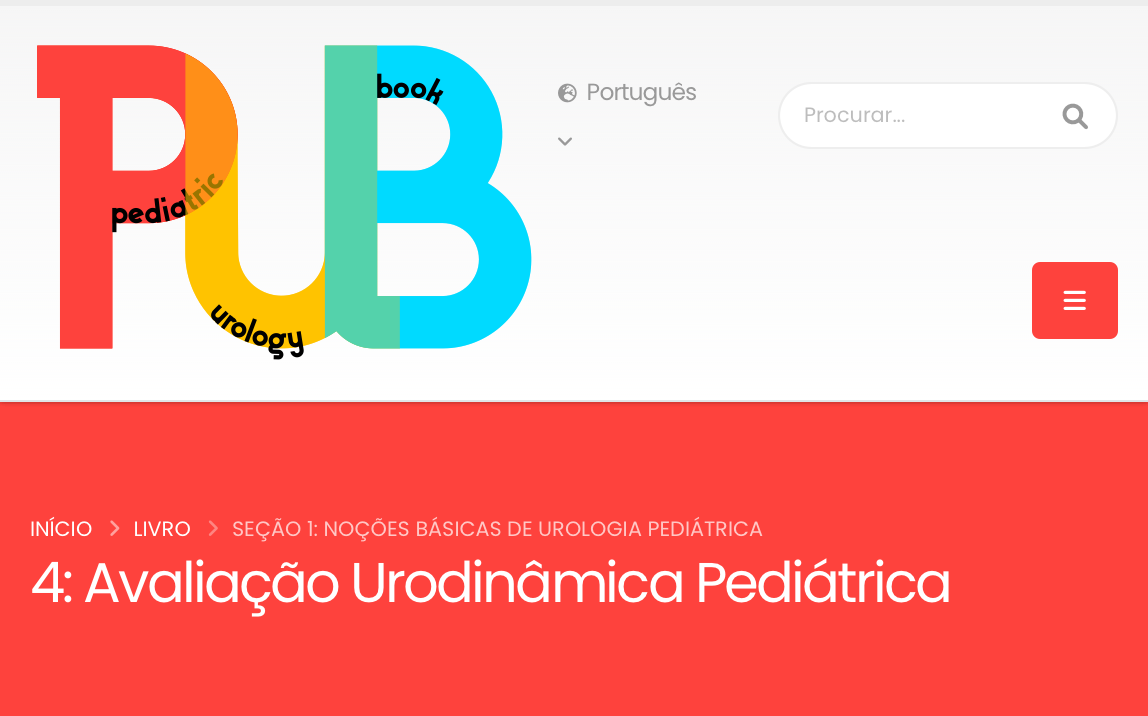 PUB
pediatric
urology
book
Português
Procurar...
INÍCIO > LIVRO > SEÇÃO 1: NOÇÕES BÁSICAS DE UROLOGIA PEDIÁTRICA
4: Avaliação Urodinâmica Pediátrica